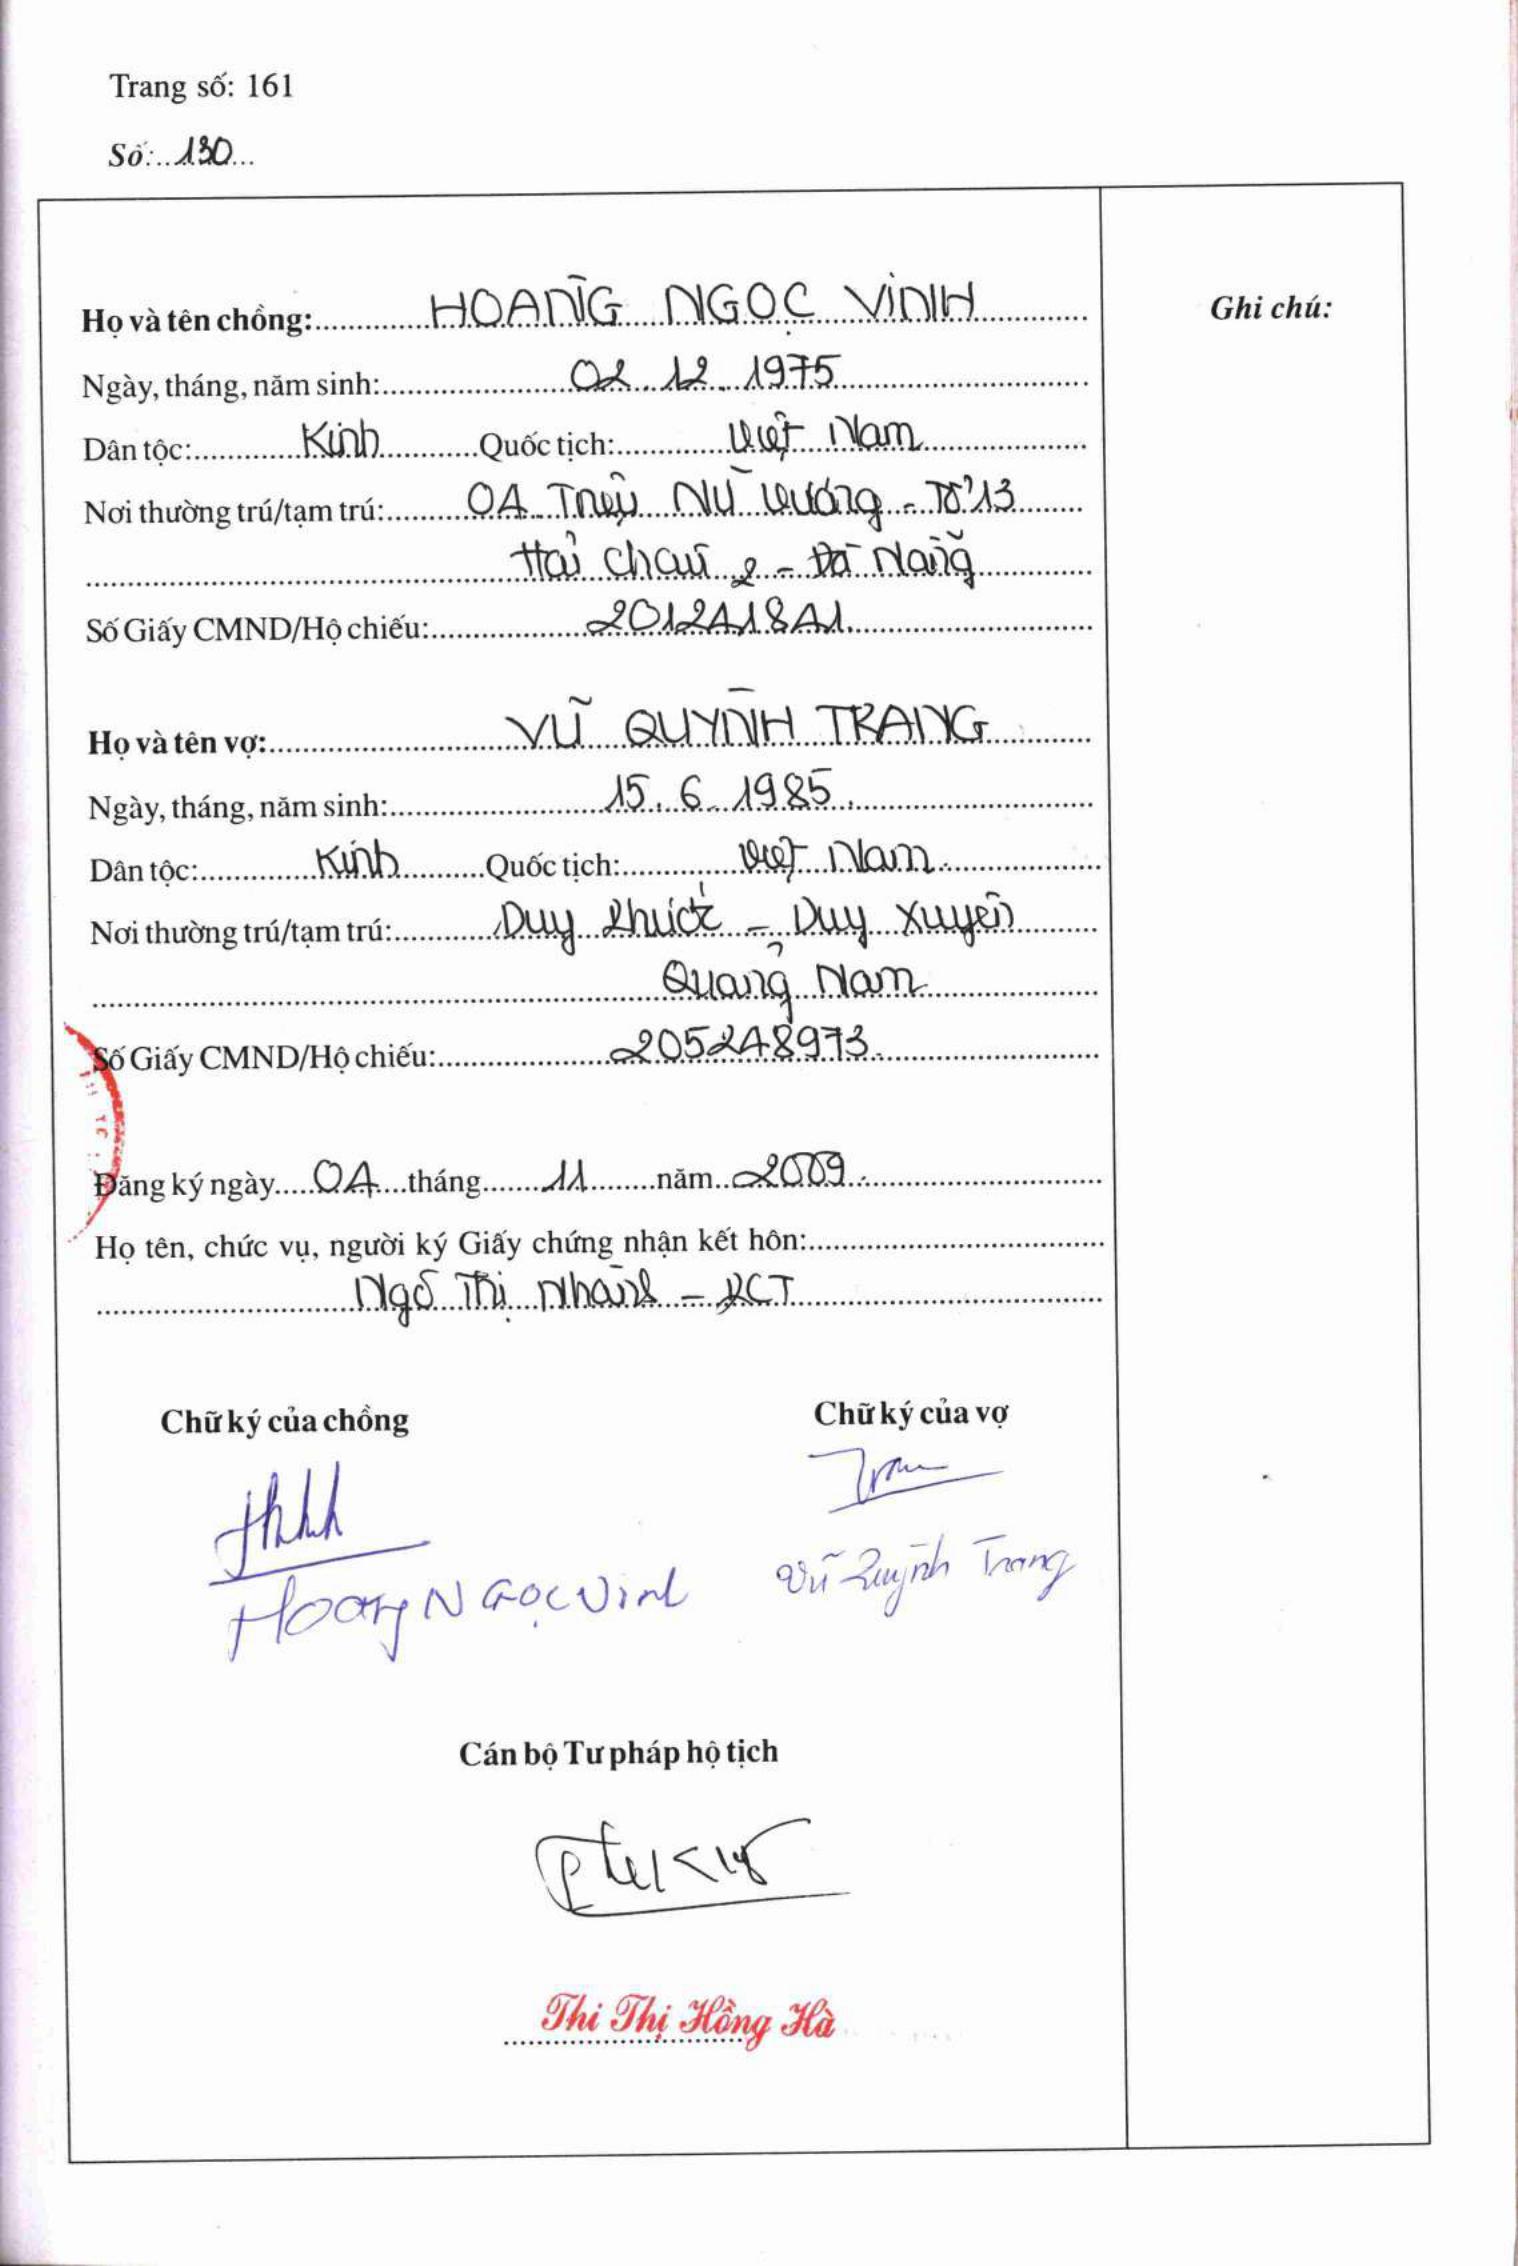 Trang số: 161
Số: 130
Ghi chú:
Họ và tên chồng: HOÀNG NGỌC VINH
Ngày, tháng, năm sinh: 02.12.1975
Dân tộc: Kinh Quốc tịch: Việt Nam
Nơi thường trú/tạm trú: 04 Triệu Nữ Vương - Tổ 13
Hải Châu 2 - Đà Nẵng
Số Giấy CMND/Hộ chiếu: 201241841
Họ và tên vợ: VŨ QUỲNH TRANG
Ngày, tháng, năm sinh: 15.6.1985
Dân tộc: Kinh Quốc tịch: Việt Nam
Nơi thường trú/tạm trú: Duy Phước - Duy Xuyên
Quảng Nam
Số Giấy CMND/Hộ chiếu: 205248973
Đăng ký ngày 04 tháng 11 năm 2009
Họ tên, chức vụ, người ký Giấy chứng nhận kết hôn:
Ngô Thị Nhành - PCT
Chữ ký của chồng Chữ ký của vợ
Hoàng Ngọc Vinh Vũ Quỳnh Trang
Cán bộ Tư pháp hộ tịch
Thi Thị Hồng Hà